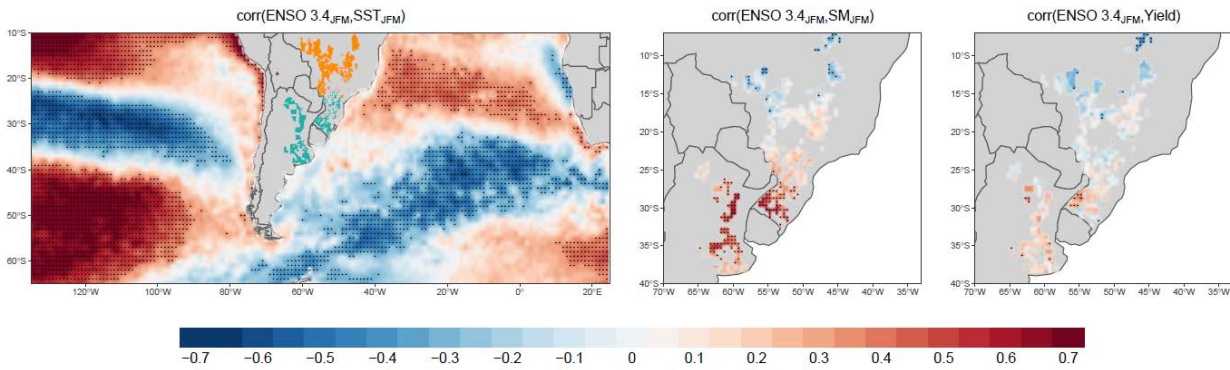 corr(ENSO 3.4JFM,SSTJFM)
corr(ENSO 3.4JFM,SMJFM)
corr(ENSO 3.4JFM,Yield)
10°S
20°S
30°S
40°S
50°S
60°S
120°W 100°W 80°W 60°W 40°W 20°W 0° 20°E
10°S
15°S
20°S
25°S
30°S
35°S
40°S
70°W 65°W 60°W 55°W 50°W 45°W 40°W 35°W
10°S
15°S
20°S
25°S
30°S
35°S
40°S
70°W 65°W 60°W 55°W 50°W 45°W 40°W 35°W
−0.7 −0.6 −0.5 −0.4 −0.3 −0.2 −0.1 0 0.1 0.2 0.3 0.4 0.5 0.6 0.7